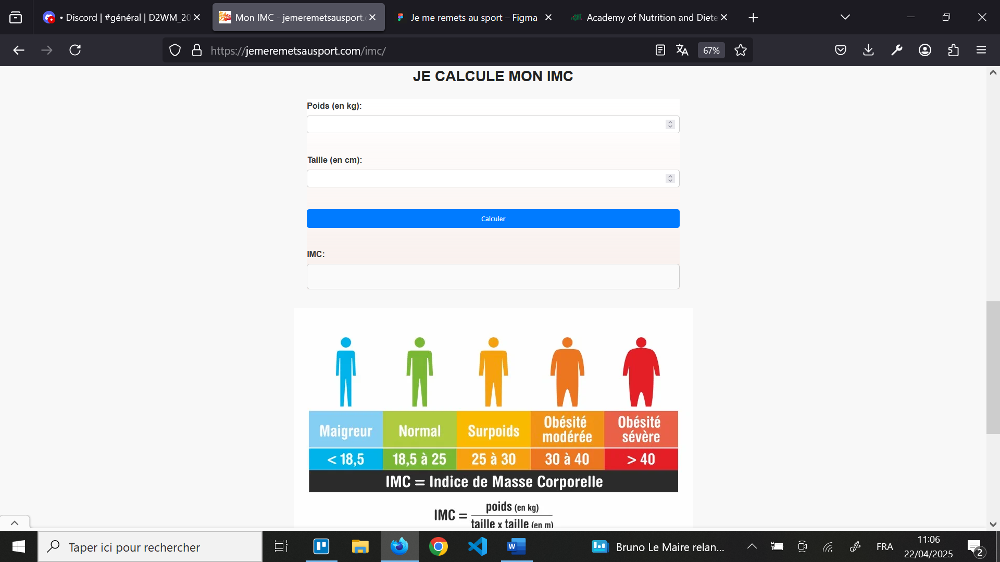 • Discord | #général | D2WM_20
Mon IMC - jemeremetsausport.
Je me remets au sport – Figma
Academy of Nutrition and Diete
https://jemeremetsausport.com/imc/
67%
JE CALCULE MON IMC
Poids (en kg):
Taille (en cm):
Calculer
IMC:
Maigreur
Normal
Surpoids
Obésité modérée
Obésité sévère
< 18,5
18,5 à 25
25 à 30
30 à 40
> 40
IMC = Indice de Masse Corporelle
IMC = poids (en kg)
taille x taille (en m)
Taper ici pour rechercher
Bruno Le Maire relan...
FRA
11:06
22/04/2025
2